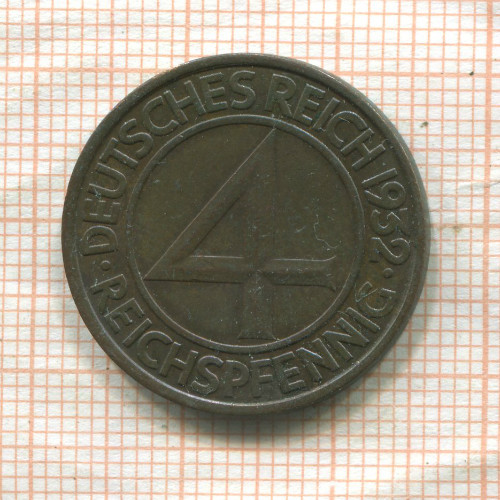 DEUTSCHES REICH · 1932 ·
REICHSPFENNIG
4